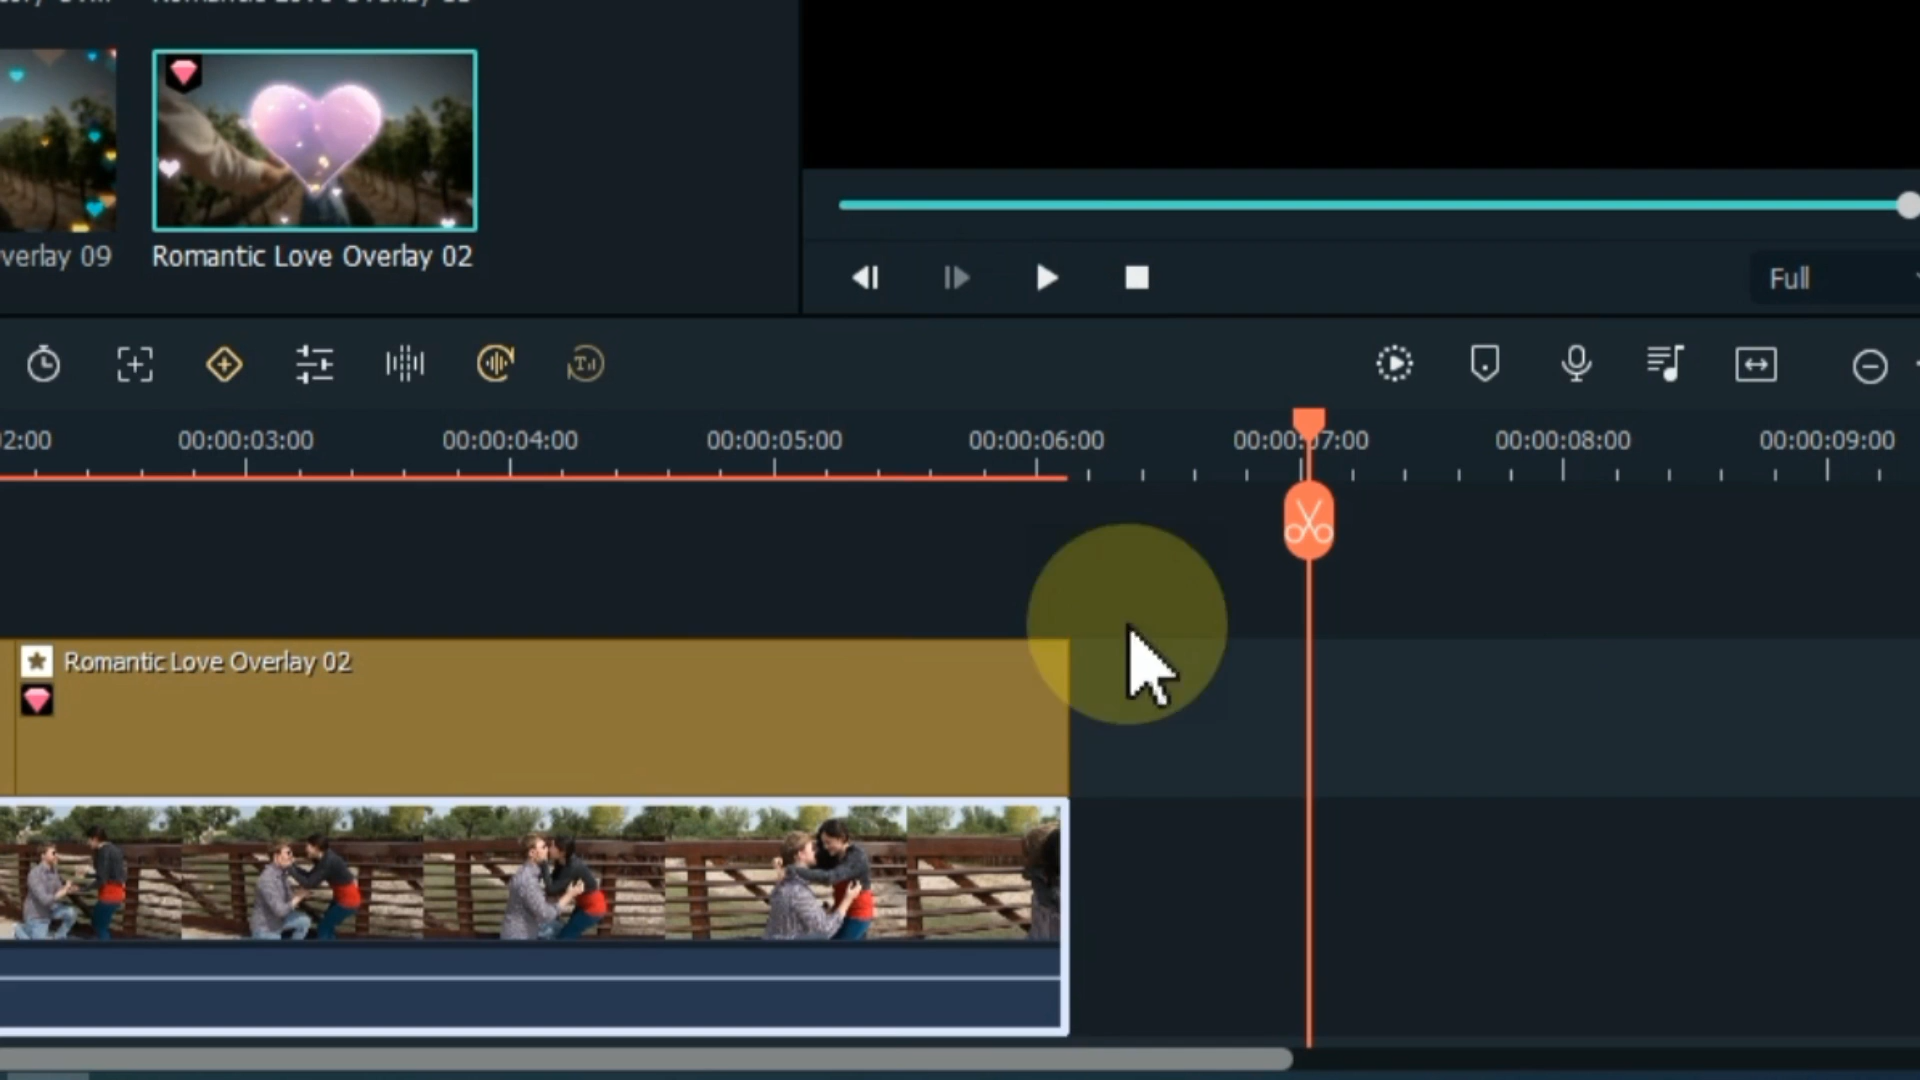 verlay 09
Romantic Love Overlay 02
Full
02:00
00:00:03:00
00:00:04:00
00:00:05:00
00:00:06:00
00:00:07:00
00:00:08:00
00:00:09:00
Romantic Love Overlay 02